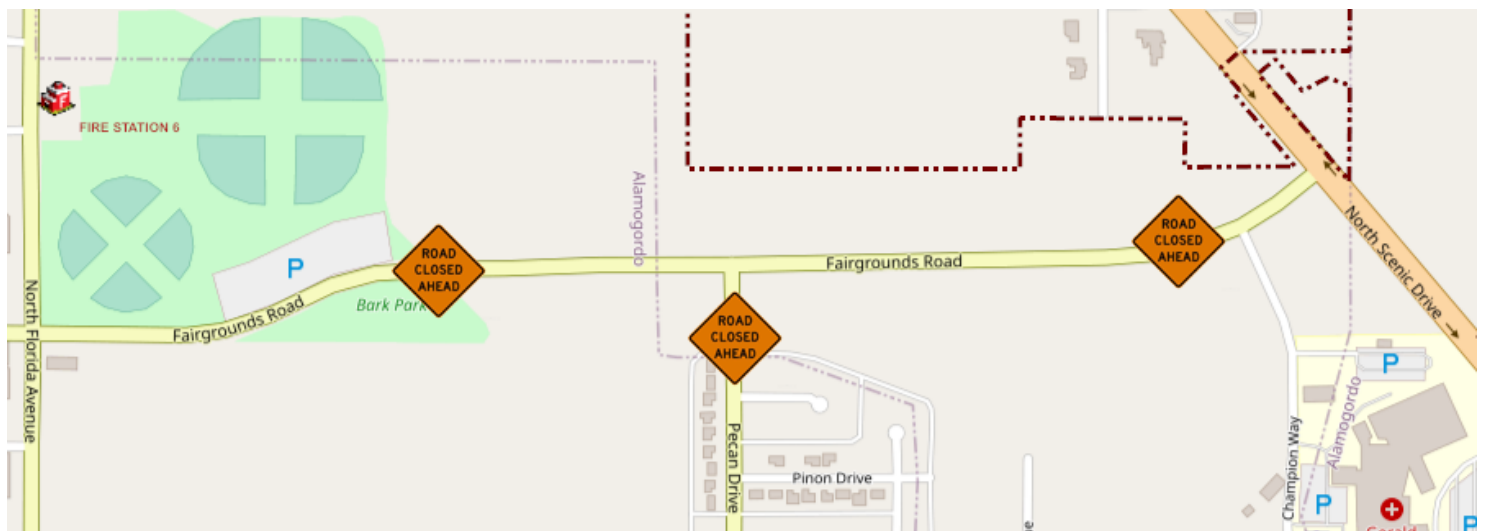 FIRE STATION 6
Alamogordo
ROAD
CLOSED
AHEAD
ROAD
CLOSED
AHEAD
Fairgrounds Road
North Scenic Drive
P
Bark Park
Fairgrounds Road
North Florida Avenue
ROAD
CLOSED
AHEAD
P
Alamogordo
Pecan Drive
Pinon Drive
Champion Way
P
P